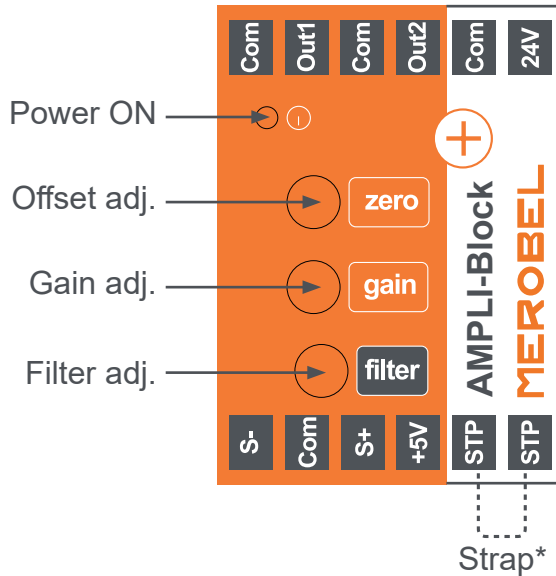 Com Out1 Com Out2 Com 24V
Power ON
Offset adj. zero
Gain adj. gain
Filter adj. filter
AMPLI-Block
MEROBEL
S- Com S+ +5V STP STP
Strap*